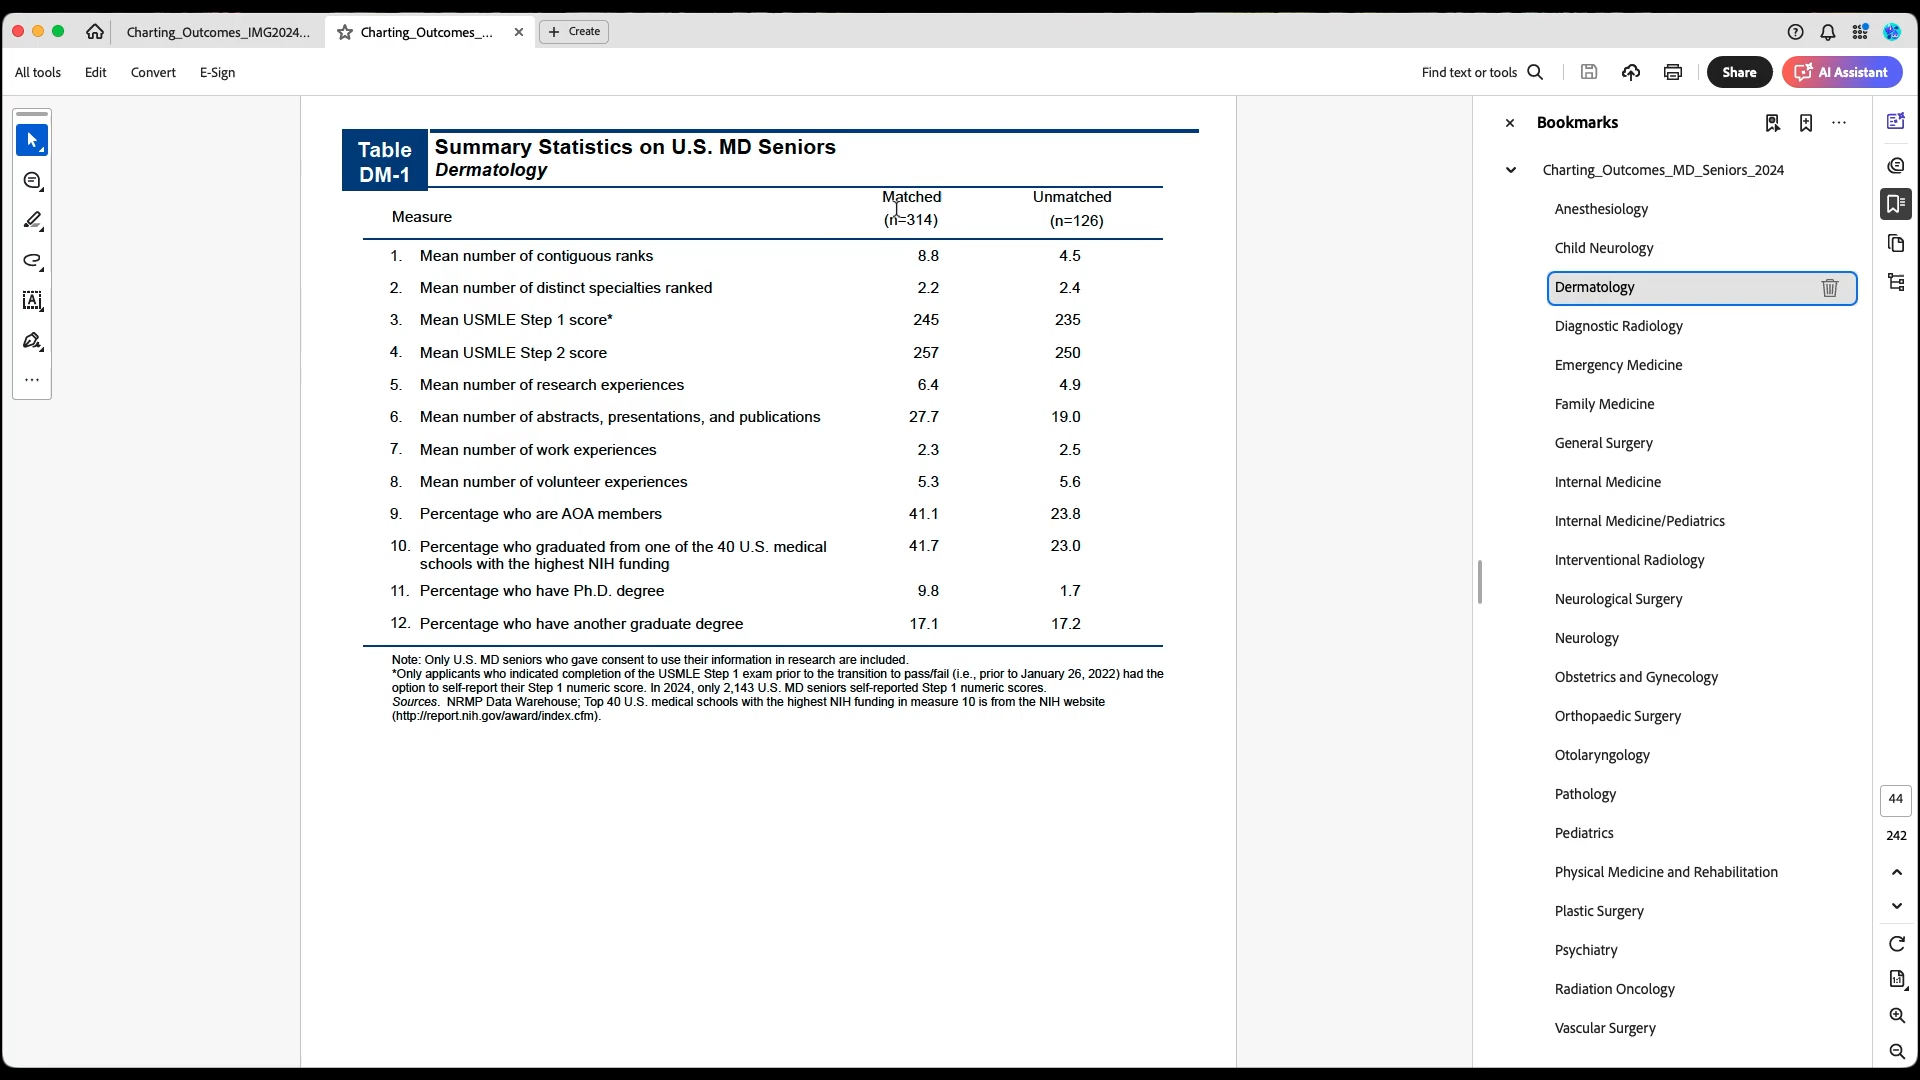 Charting_Outcomes_IMG2024...
Charting_Outcomes_...
Create
All tools
Edit
Convert
E-Sign
Find text or tools
Share
AI Assistant
Table DM-1
Summary Statistics on U.S. MD Seniors
Dermatology
Measure
Matched
(n=314)
Unmatched
(n=126)
1. Mean number of contiguous ranks 8.8 4.5
2. Mean number of distinct specialties ranked 2.2 2.4
3. Mean USMLE Step 1 score* 245 235
4. Mean USMLE Step 2 score 257 250
5. Mean number of research experiences 6.4 4.9
6. Mean number of abstracts, presentations, and publications 27.7 19.0
7. Mean number of work experiences 2.3 2.5
8. Mean number of volunteer experiences 5.3 5.6
9. Percentage who are AOA members 41.1 23.8
10. Percentage who graduated from one of the 40 U.S. medical 41.7 23.0
schools with the highest NIH funding
11. Percentage who have Ph.D. degree 9.8 1.7
12. Percentage who have another graduate degree 17.1 17.2
Note: Only U.S. MD seniors who gave consent to use their information in research are included.
*Only applicants who indicated completion of the USMLE Step 1 exam prior to the transition to pass/fail (i.e., prior to January 26, 2022) had the
option to self-report their Step 1 numeric score. In 2024, only 2,143 U.S. MD seniors self-reported Step 1 numeric scores.
Sources. NRMP Data Warehouse; Top 40 U.S. medical schools with the highest NIH funding in measure 10 is from the NIH website
(http://report.nih.gov/award/index.cfm).
Bookmarks
Charting_Outcomes_MD_Seniors_2024
Anesthesiology
Child Neurology
Dermatology
Diagnostic Radiology
Emergency Medicine
Family Medicine
General Surgery
Internal Medicine
Internal Medicine/Pediatrics
Interventional Radiology
Neurological Surgery
Neurology
Obstetrics and Gynecology
Orthopaedic Surgery
Otolaryngology
Pathology
Pediatrics
Physical Medicine and Rehabilitation
Plastic Surgery
Psychiatry
Radiation Oncology
Vascular Surgery
44
242